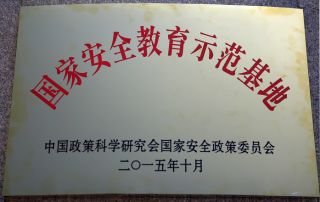 国家安全教育示范基地
中国政策科学研究会国家安全政策委员会
二〇一五年十月